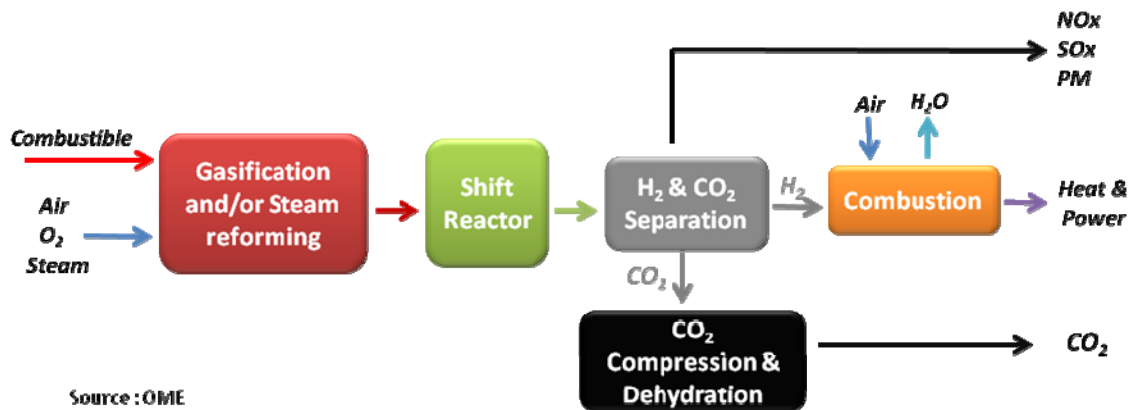 NOx
SOx
PM
Combustible
Air
O₂
Steam
Gasification
and/or Steam
reforming
Shift
Reactor
H₂ & CO₂
Separation
H₂
Air
H₂O
Combustion
Heat &
Power
CO₂
CO₂
Compression &
Dehydration
CO₂
Source : OME